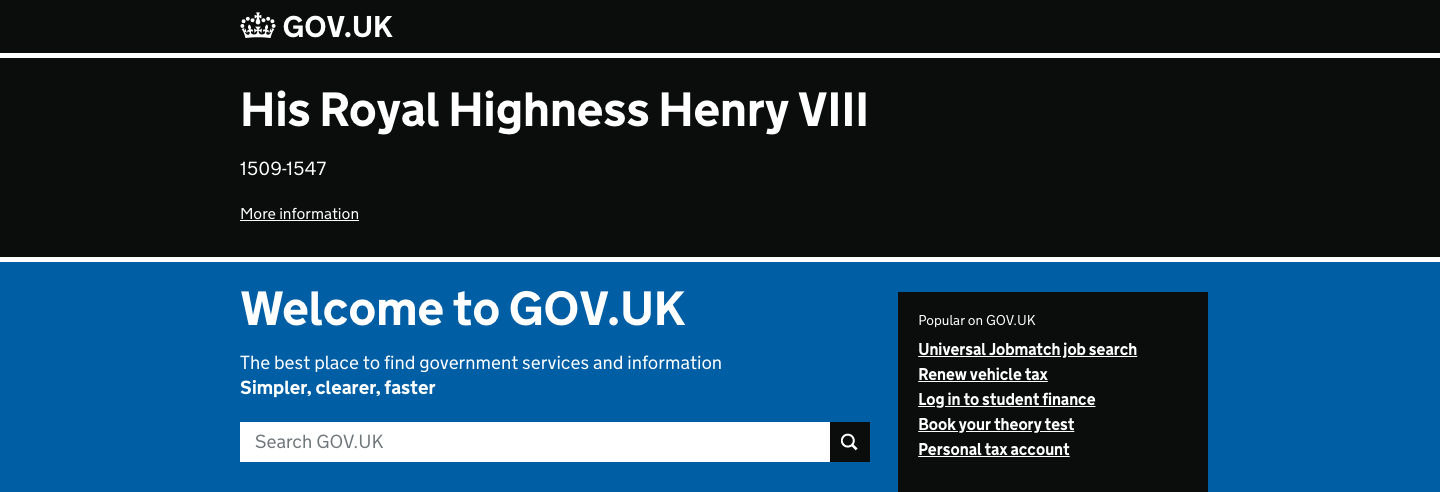 GOV.UK
His Royal Highness Henry VIII
1509-1547
More information
Welcome to GOV.UK
The best place to find government services and information
Simpler, clearer, faster
Search GOV.UK
Popular on GOV.UK
Universal Jobmatch job search
Renew vehicle tax
Log in to student finance
Book your theory test
Personal tax account